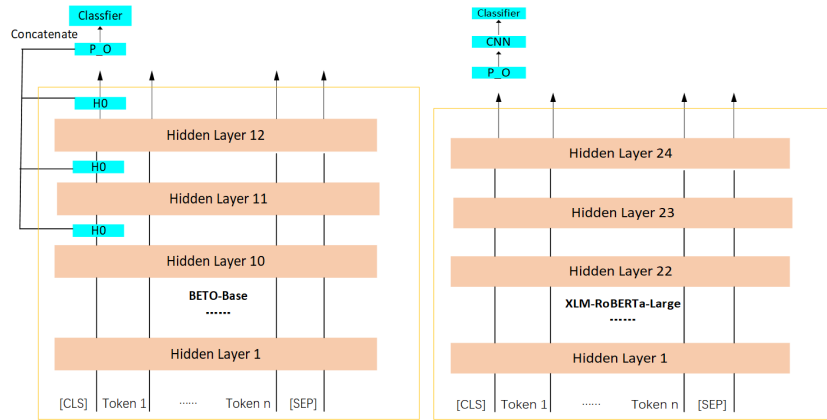 Classfier
Concatenate
P_O
H0
Hidden Layer 12
H0
Hidden Layer 11
H0
Hidden Layer 10
BETO-Base
------
Hidden Layer 1
[CLS] Token 1 ...... Token n [SEP]
Classifier
CNN
P_O
Hidden Layer 24
Hidden Layer 23
Hidden Layer 22
XLM-RoBERTa-Large
------
Hidden Layer 1
[CLS] Token 1 ...... Token n [SEP]